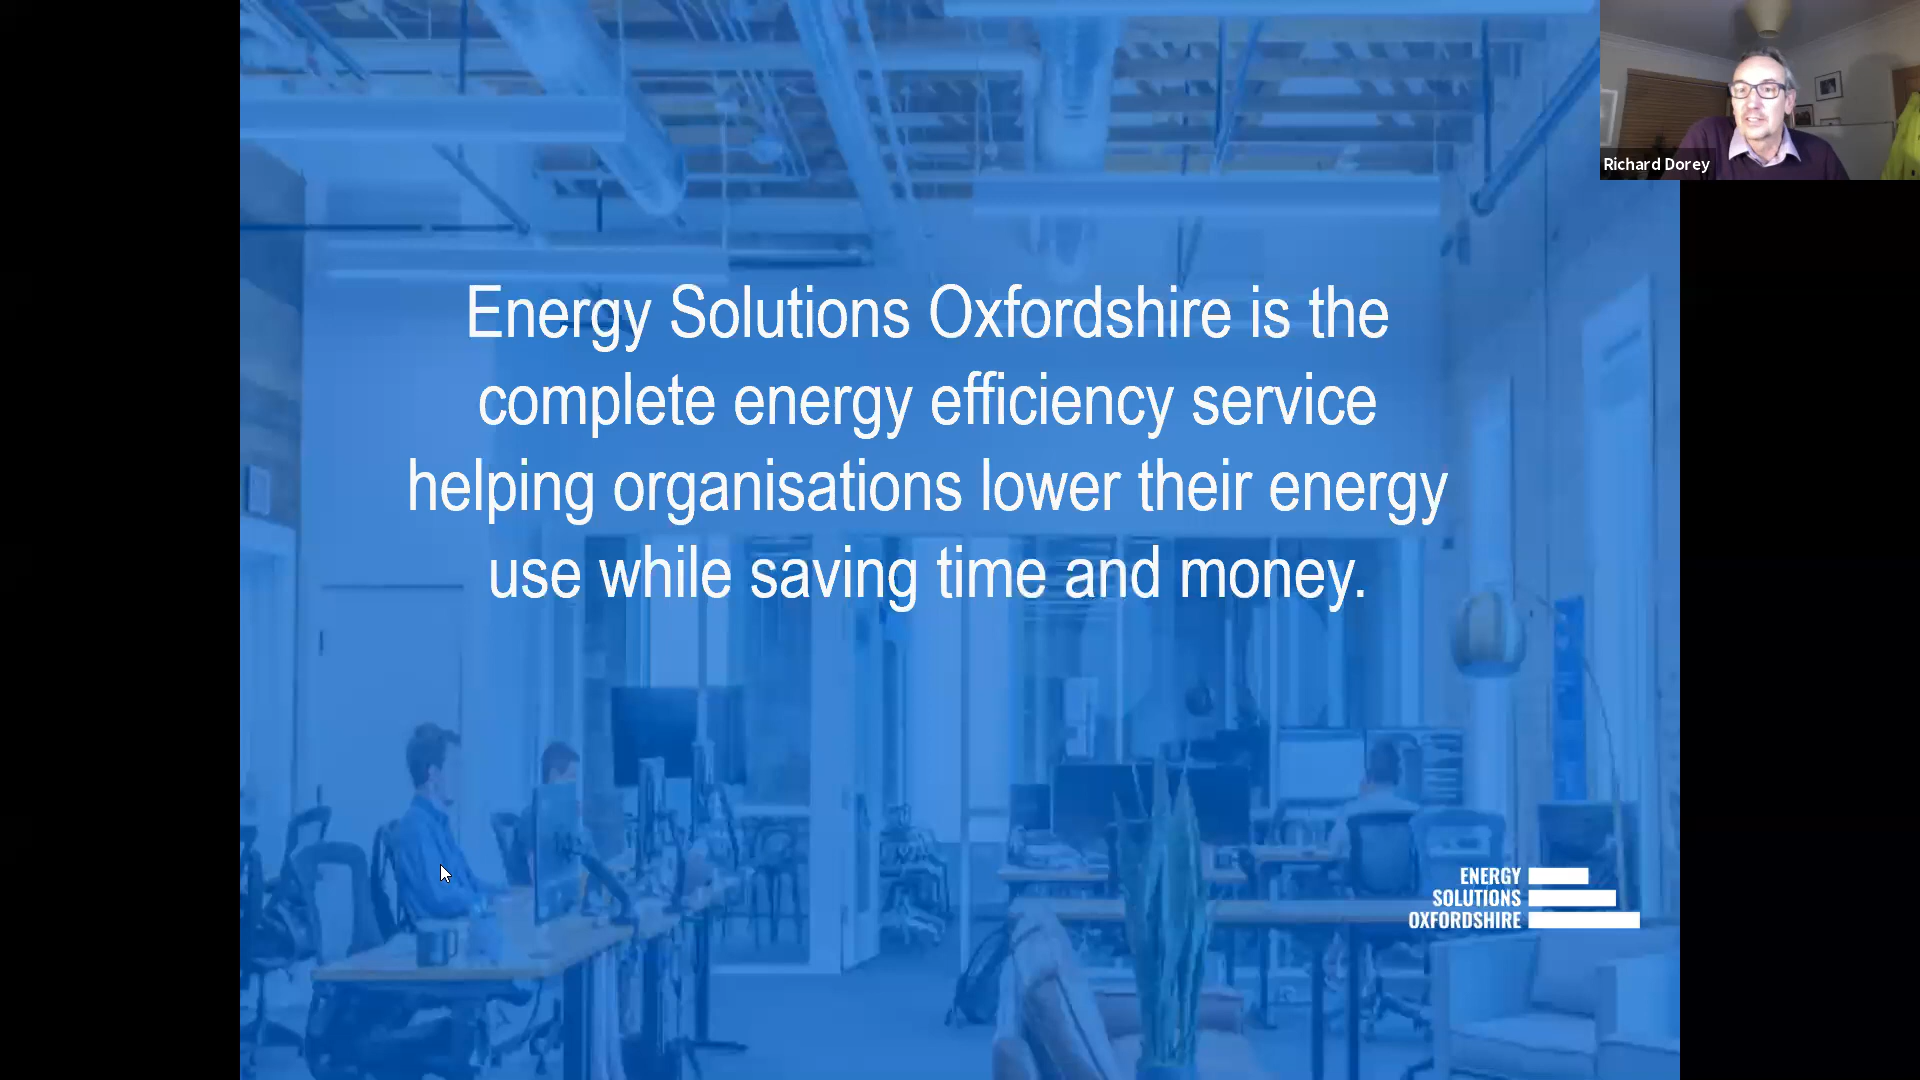 Richard Dorey
Energy Solutions Oxfordshire is the
complete energy efficiency service
helping organisations lower their energy
use while saving time and money.
ENERGY
SOLUTIONS
OXFORDSHIRE